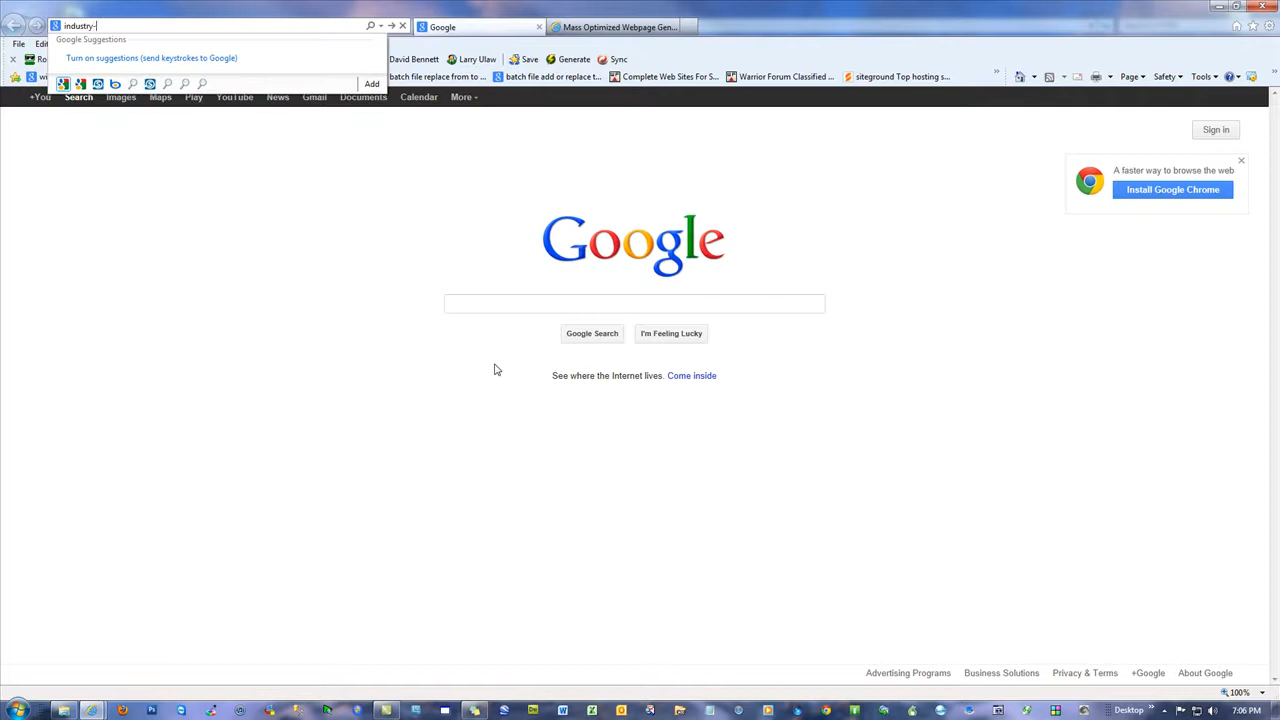 industry-
Google
Mass Optimized Webpage Gen...
Google Suggestions
Turn on suggestions (send keystrokes to Google)
Add
File
Edi
Ro
David Bennett
Larry Ulaw
Save
Generate
Sync
wi
batch file replace from to ...
batch file add or replace t...
Complete Web Sites For S...
Warrior Forum Classified ...
siteground Top hosting s...
Page
Safety
Tools
+You
Search
Images
Maps
Play
YouTube
News
Gmail
Documents
Calendar
More
Sign in
A faster way to browse the web
Install Google Chrome
Google
Google Search
I'm Feeling Lucky
See where the Internet lives. Come inside
Advertising Programs
Business Solutions
Privacy & Terms
+Google
About Google
100%
Desktop
7:06 PM